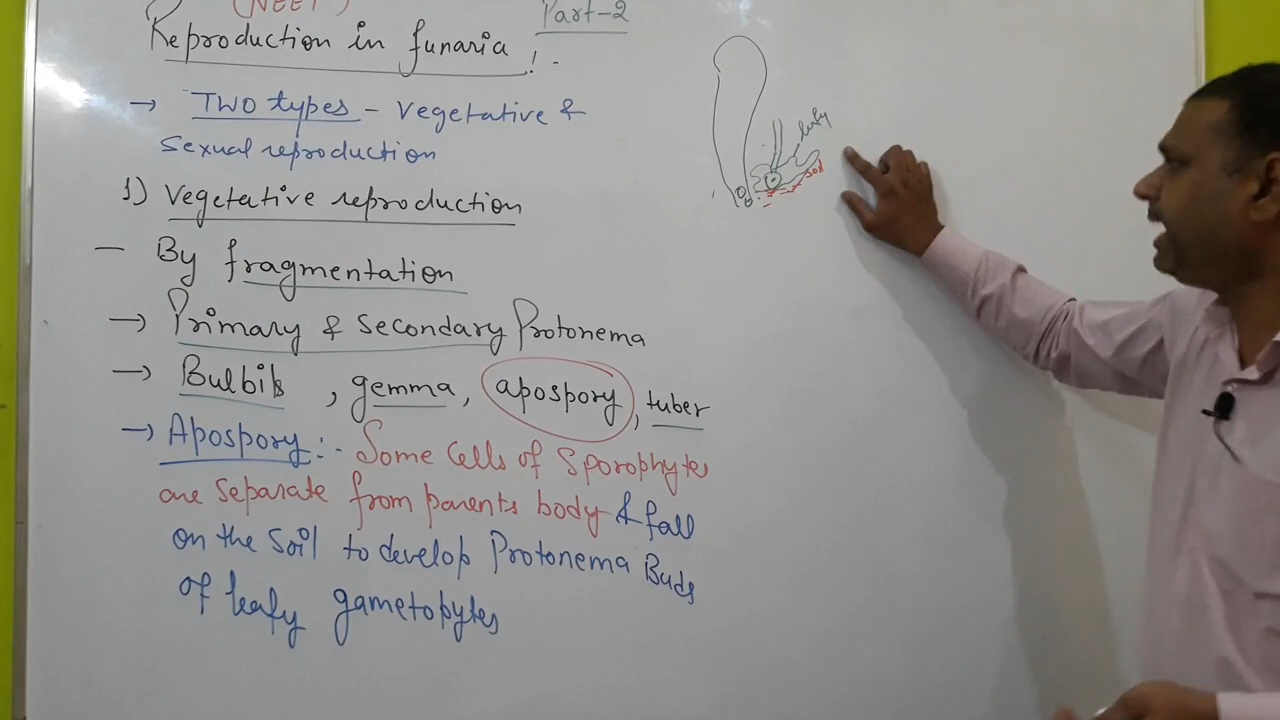 (NEET)
Part-2
Reproduction in funaria !-
→ Two types - Vegetative &
Sexual reproduction
1) Vegetative reproduction
- By fragmentation
→ Primary & Secondary Protonema
→ Bulbils, gemma, apospory, tuber
→ Apospory :- Some Cells of Sporophytes
are Separate from parents body & fall
on the Soil to develop Protonema Buds
of leafy gametopytes
leafy
soil